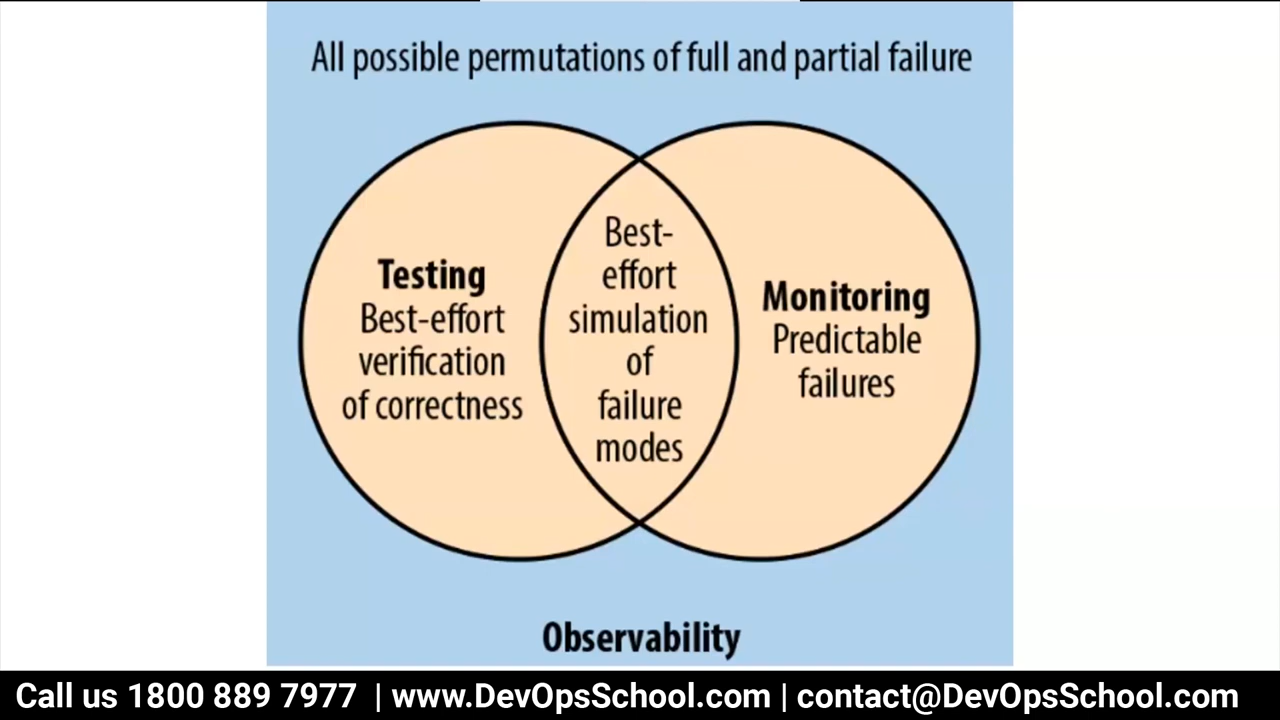 All possible permutations of full and partial failure
Testing
Best-effort
verification
of correctness
Best-
effort
simulation
of
failure
modes
Monitoring
Predictable
failures
Observability
Call us 1800 889 7977 | www.DevOpsSchool.com | contact@DevOpsSchool.com